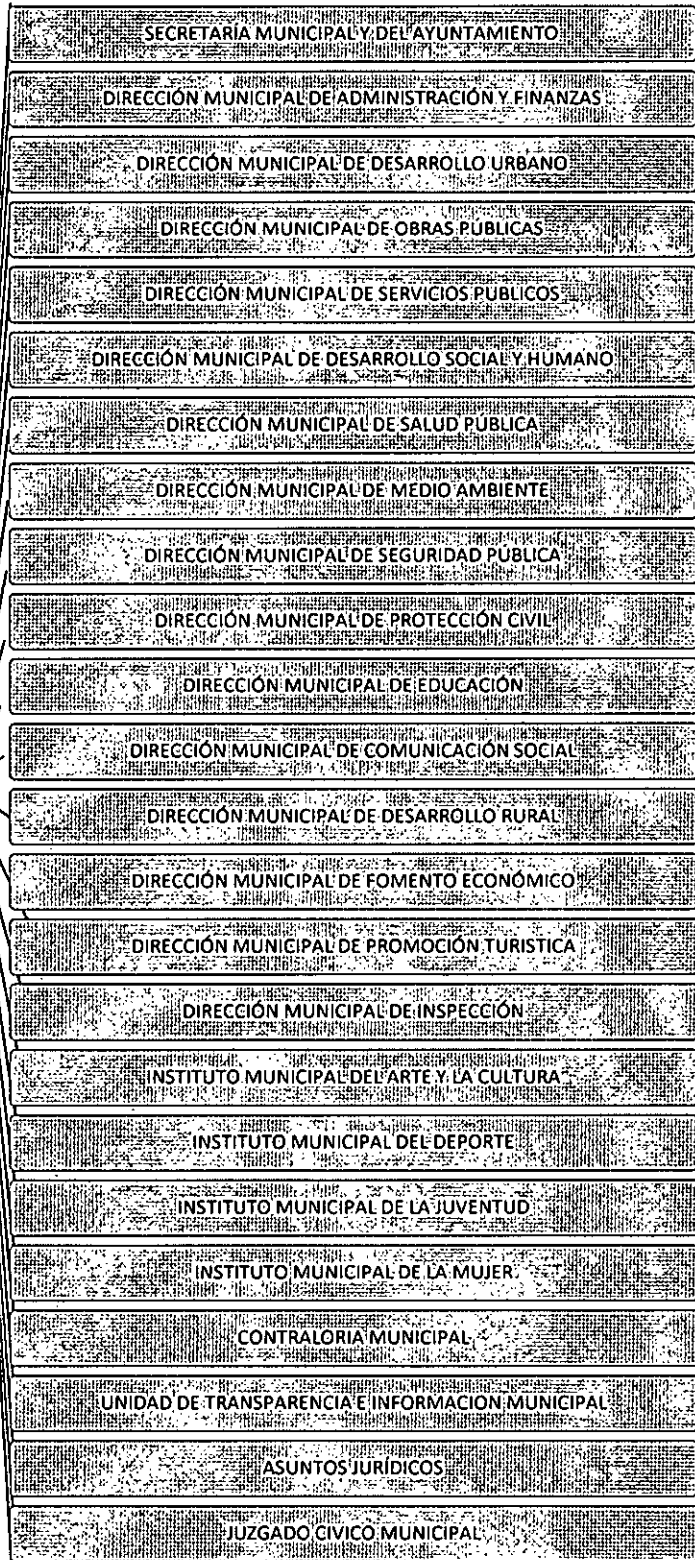 SECRETARÍA MUNICIPAL Y DEL AYUNTAMIENTO
DIRECCIÓN MUNICIPAL DE ADMINISTRACIÓN Y FINANZAS
DIRECCIÓN MUNICIPAL DE DESARROLLO URBANO
DIRECCIÓN MUNICIPAL DE OBRAS PÚBLICAS
DIRECCIÓN MUNICIPAL DE SERVICIOS PÚBLICOS
DIRECCIÓN MUNICIPAL DE DESARROLLO SOCIAL Y HUMANO
DIRECCIÓN MUNICIPAL DE SALUD PÚBLICA
DIRECCIÓN MUNICIPAL DE MEDIO AMBIENTE
DIRECCIÓN MUNICIPAL DE SEGURIDAD PÚBLICA
DIRECCIÓN MUNICIPAL DE PROTECCIÓN CIVIL
DIRECCIÓN MUNICIPAL DE EDUCACIÓN
DIRECCIÓN MUNICIPAL DE COMUNICACIÓN SOCIAL
DIRECCIÓN MUNICIPAL DE DESARROLLO RURAL
DIRECCIÓN MUNICIPAL DE FOMENTO ECONÓMICO
DIRECCIÓN MUNICIPAL DE PROMOCIÓN TURISTICA
DIRECCIÓN MUNICIPAL DE INSPECCIÓN
INSTITUTO MUNICIPAL DEL ARTE Y LA CULTURA
INSTITUTO MUNICIPAL DEL DEPORTE
INSTITUTO MUNICIPAL DE LA JUVENTUD
INSTITUTO MUNICIPAL DE LA MUJER
CONTRALORIA MUNICIPAL
UNIDAD DE TRANSPARENCIA E INFORMACION MUNICIPAL
ASUNTOS JURÍDICOS
JUZGADO CIVICO MUNICIPAL